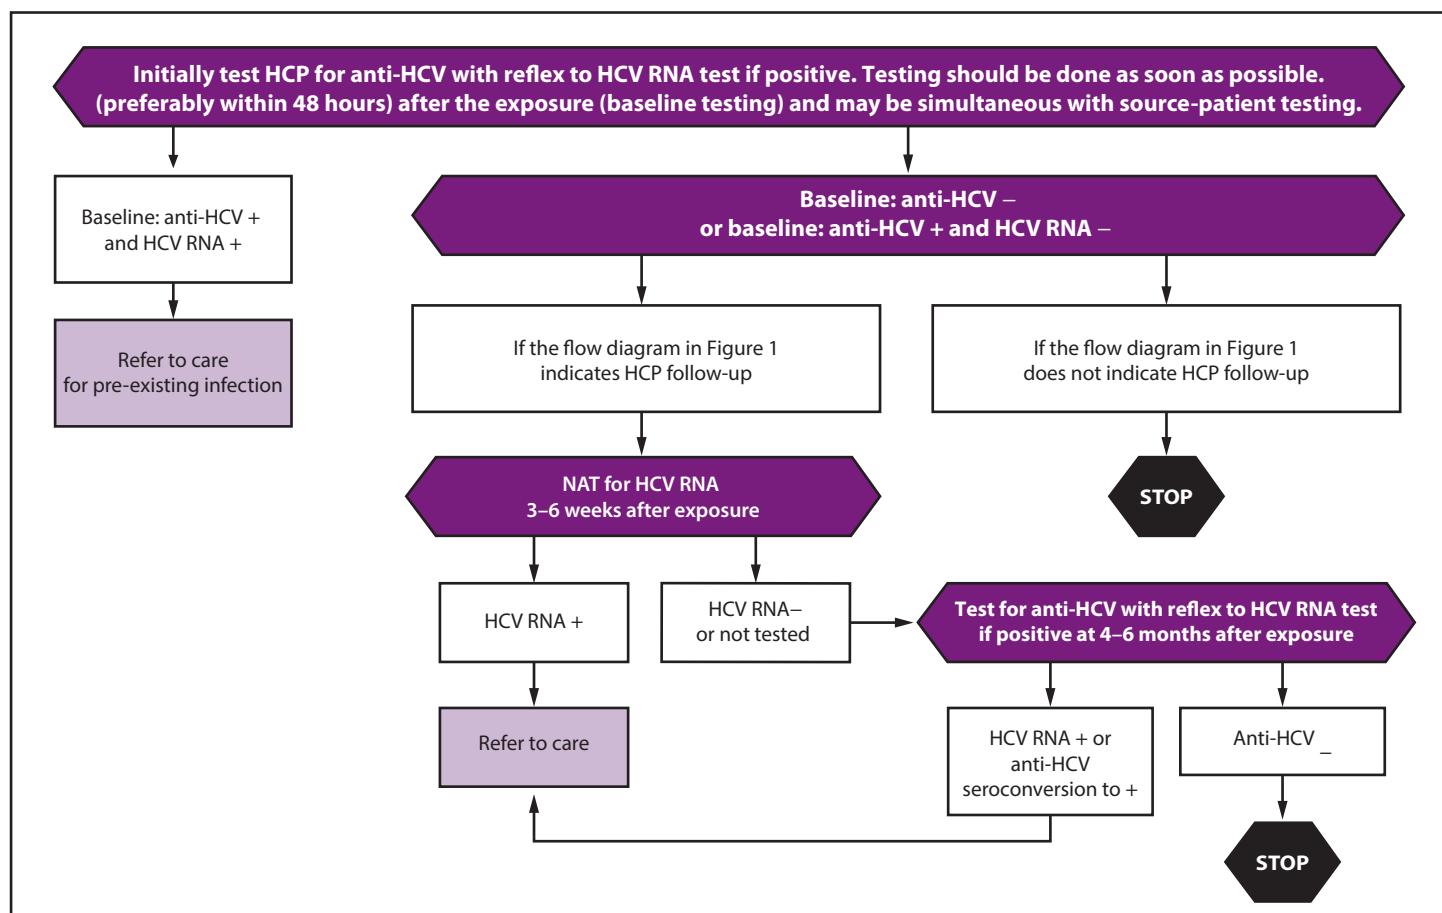 Initially test HCP for anti-HCV with reflex to HCV RNA test if positive. Testing should be done as soon as possible.
(preferably within 48 hours) after the exposure (baseline testing) and may be simultaneous with source-patient testing.
Baseline: anti-HCV +
and HCV RNA +
Baseline: anti-HCV –
or baseline: anti-HCV + and HCV RNA –
Refer to care
for pre-existing infection
If the flow diagram in Figure 1
indicates HCP follow-up
If the flow diagram in Figure 1
does not indicate HCP follow-up
NAT for HCV RNA
3–6 weeks after exposure
STOP
HCV RNA +
HCV RNA–
or not tested
Test for anti-HCV with reflex to HCV RNA test
if positive at 4–6 months after exposure
Refer to care
HCV RNA + or
anti-HCV
seroconversion to +
Anti-HCV _
STOP